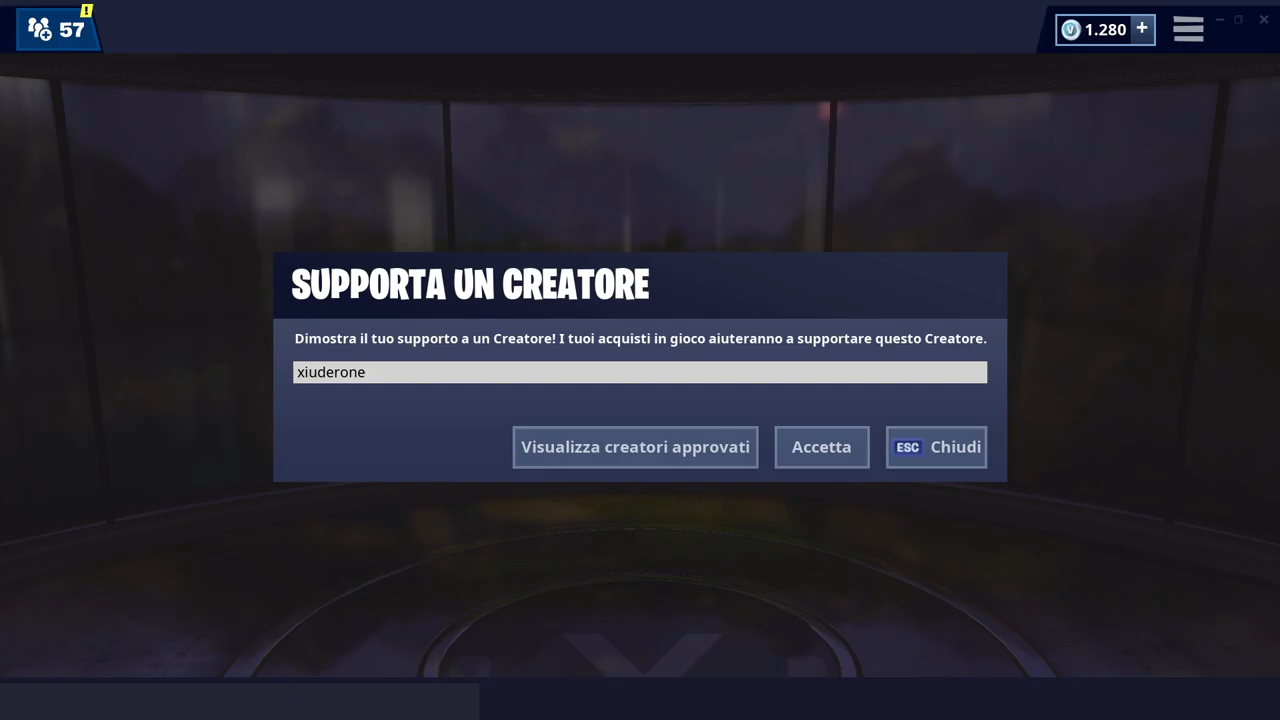 57
!
1.280 +
SUPPORTA UN CREATORE
Dimostra il tuo supporto a un Creatore! I tuoi acquisti in gioco aiuteranno a supportare questo Creatore.
xiuderone
Visualizza creatori approvati
Accetta
ESC Chiudi